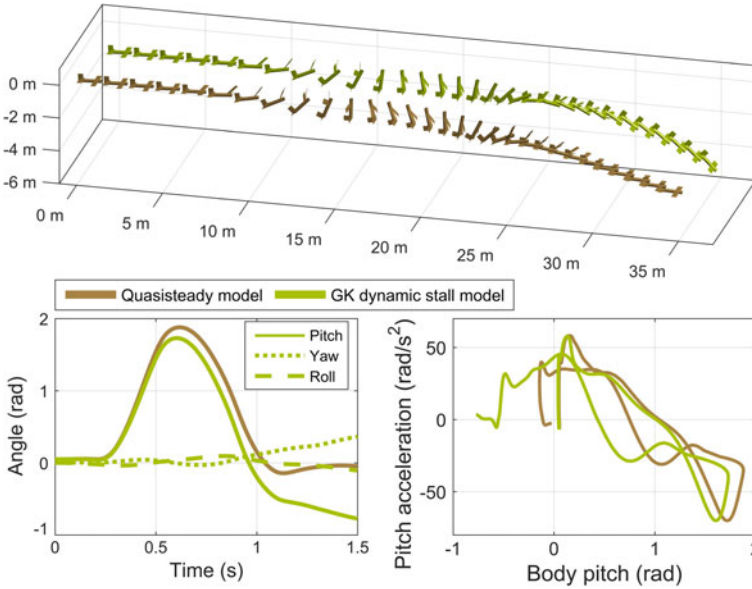 0 m
-2 m
-4 m
-6 m
0 m
5 m
10 m
15 m
20 m
25 m
30 m
35 m
Quasisteady model
GK dynamic stall model
2
1
0
-1
Angle (rad)
Pitch
Yaw
Roll
0
0.5
1
1.5
Time (s)
Pitch acceleration (rad/s²)
50
0
-50
-1
0
1
2
Body pitch (rad)